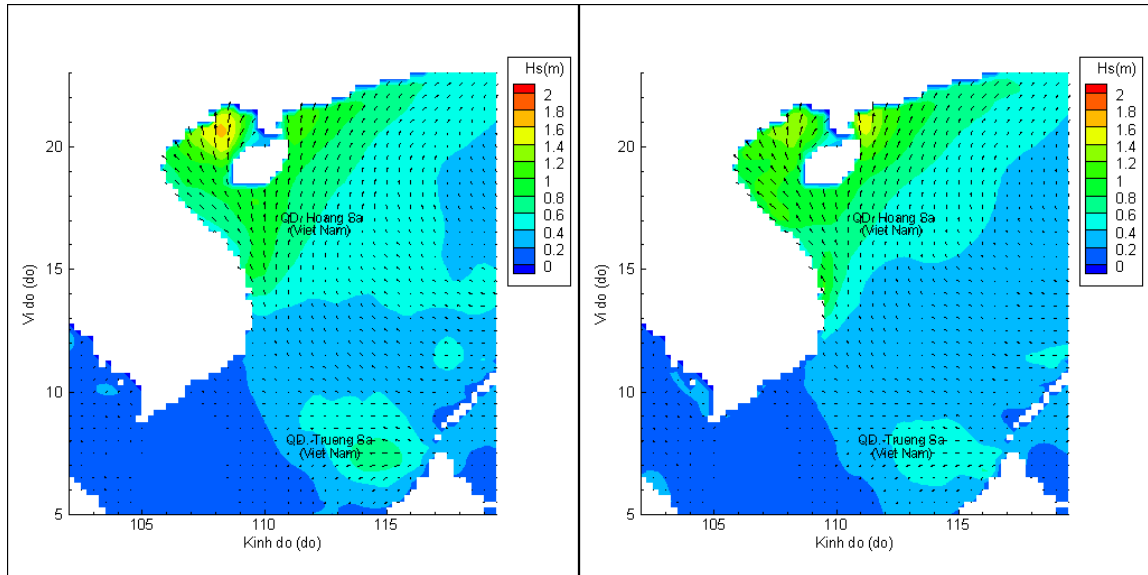 Hs(m)
2
1.8
1.6
1.4
1.2
1
0.8
0.6
0.4
0.2
0
20
15
10
5
Vi do (do)
QD. Hoang Sa
(Viet Nam)
QD. Truong Sa
(Viet Nam)
105
110
115
Kinh do (do)
Hs(m)
2
1.8
1.6
1.4
1.2
1
0.8
0.6
0.4
0.2
0
20
15
10
5
Vi do (do)
QD. Hoang Sa
(Viet Nam)
QD. Truong Sa
(Viet Nam)
105
110
115
Kinh do (do)